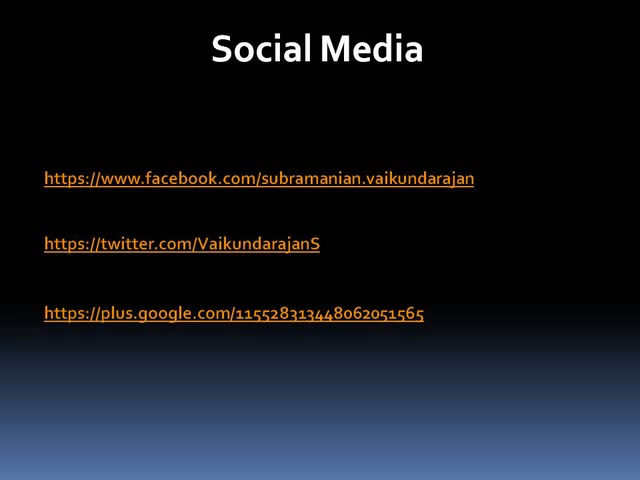 Social Media
https://www.facebook.com/subramanian.vaikundarajan
https://twitter.com/VaikundarajanS
https://plus.google.com/115528313448062051565